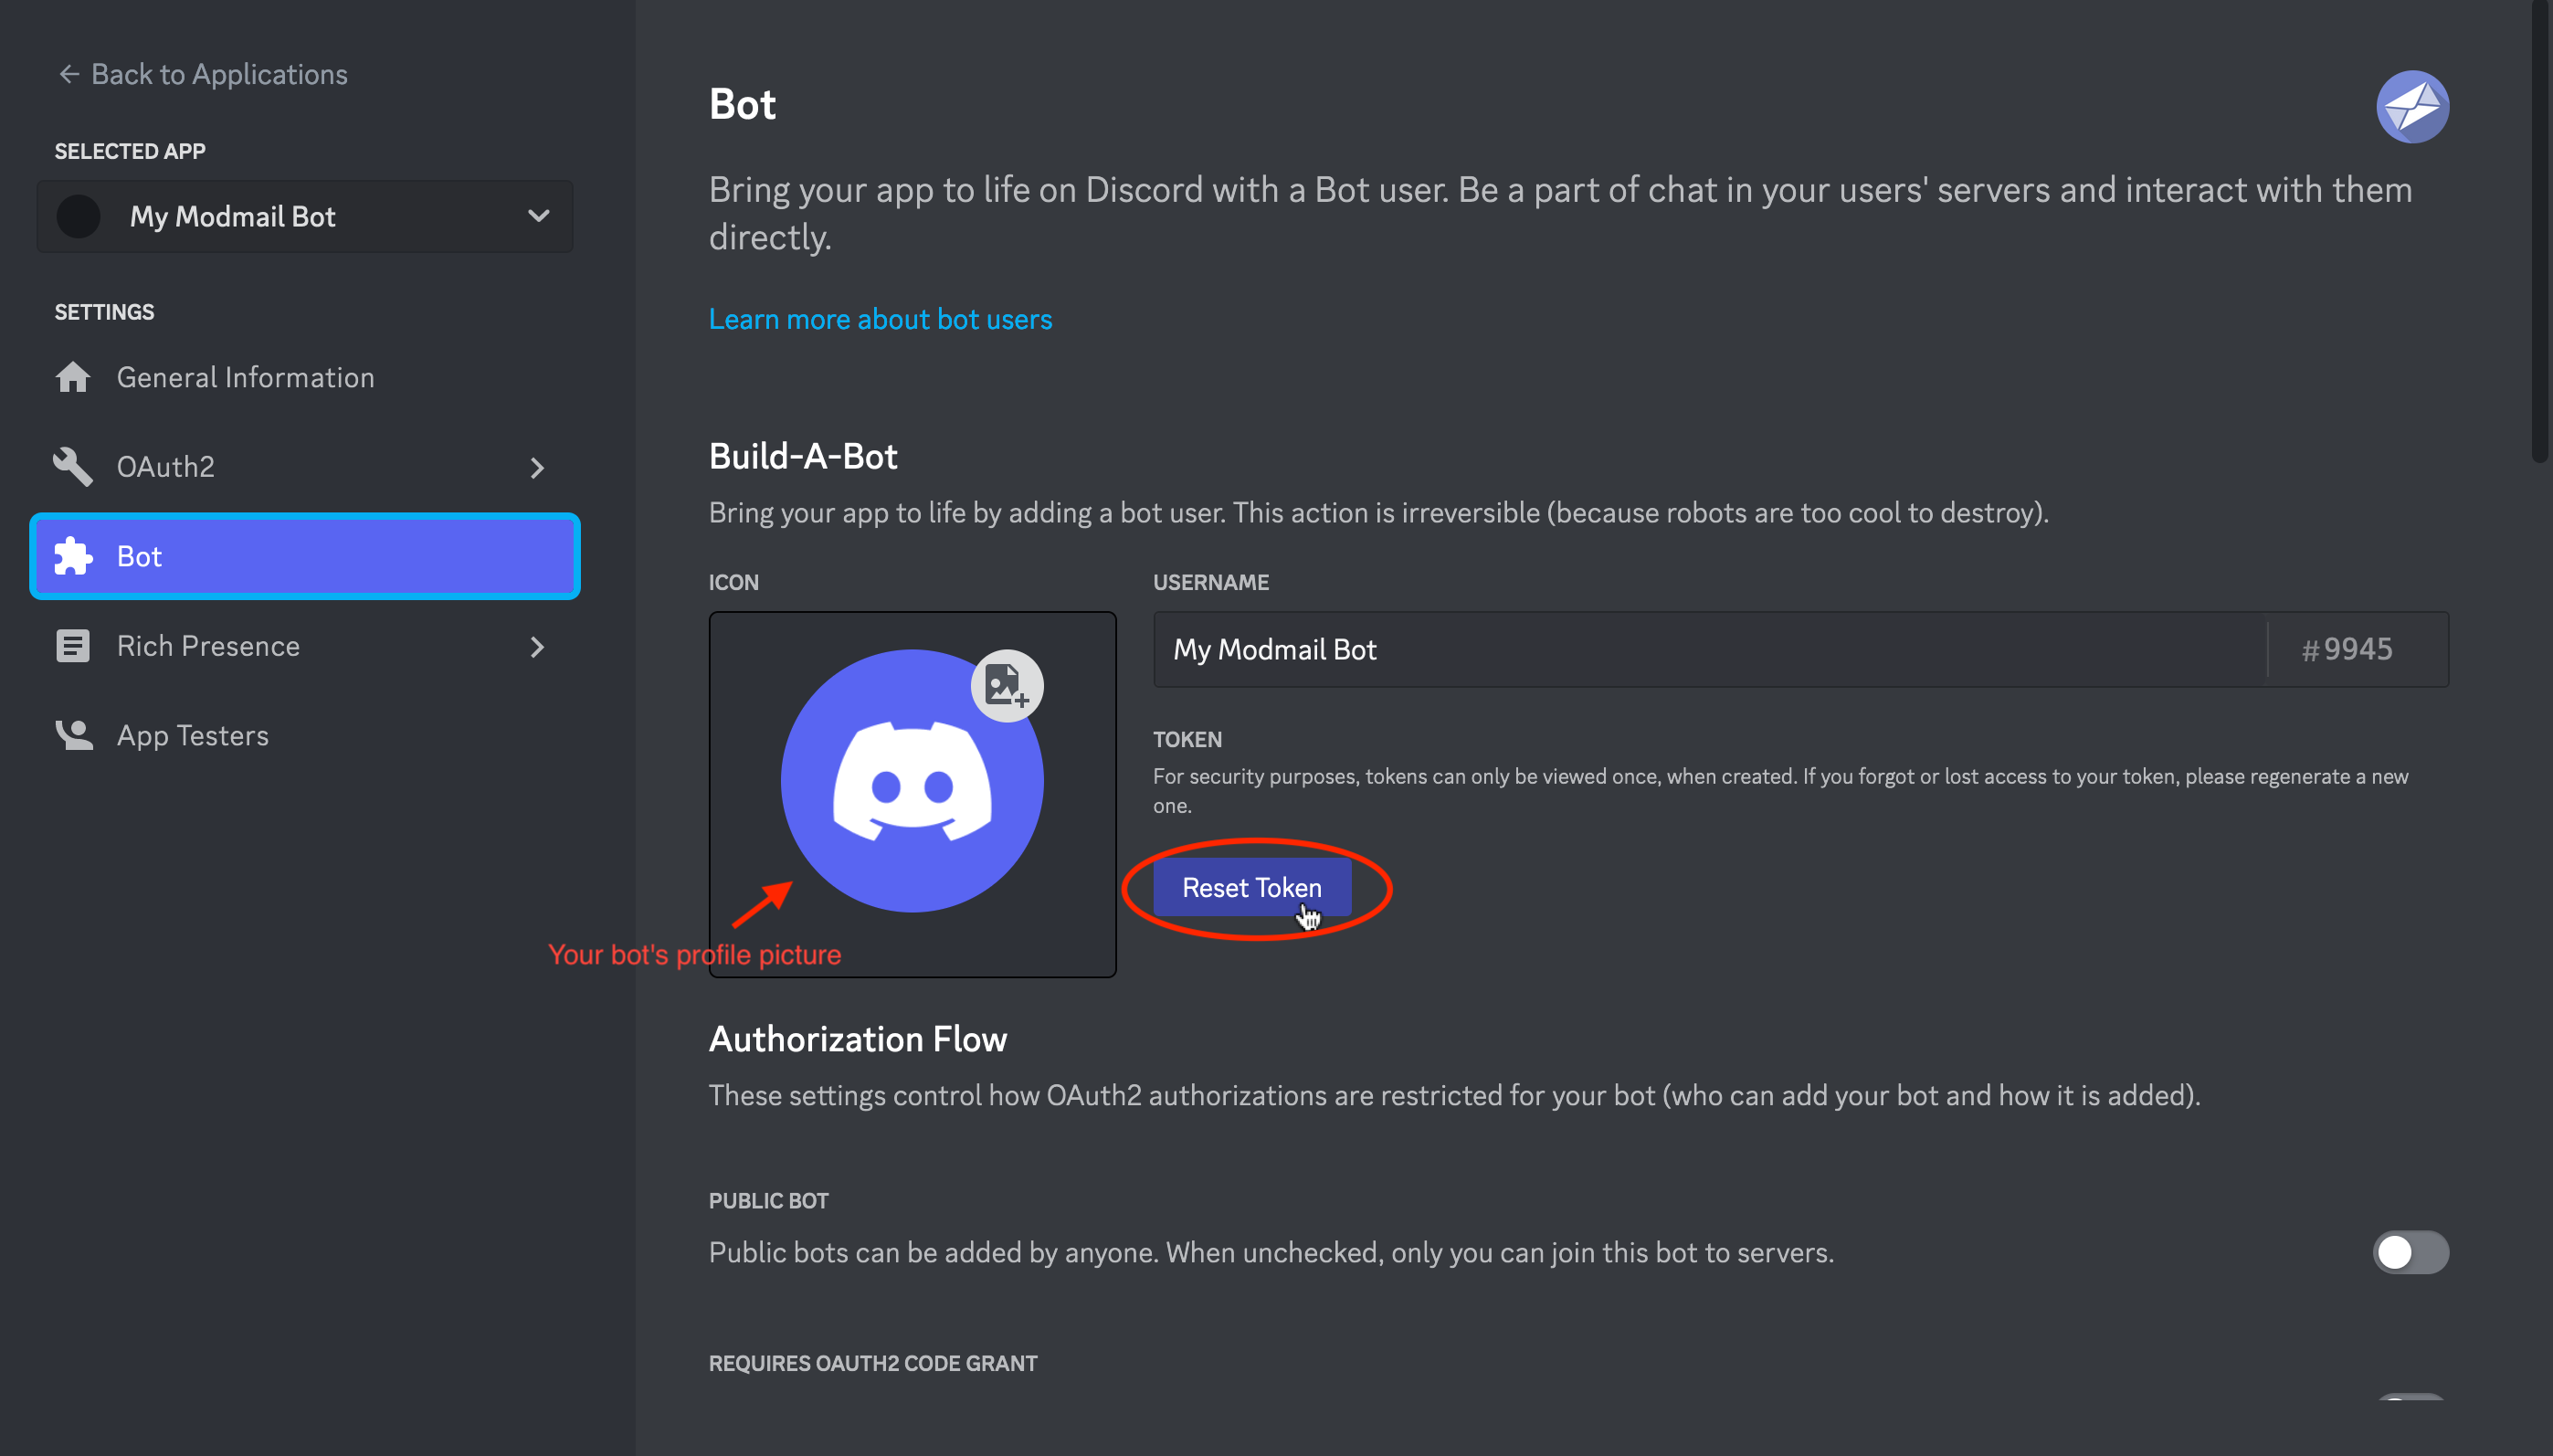 ← Back to Applications
SELECTED APP
My Modmail Bot
SETTINGS
General Information
OAuth2
Bot
Rich Presence
App Testers
Bot
Bring your app to life on Discord with a Bot user. Be a part of chat in your users' servers and interact with them
directly.
Learn more about bot users
Build-A-Bot
Bring your app to life by adding a bot user. This action is irreversible (because robots are too cool to destroy).
ICON
Your bot's profile picture
USERNAME
My Modmail Bot
#9945
TOKEN
For security purposes, tokens can only be viewed once, when created. If you forgot or lost access to your token, please regenerate a new
one.
Reset Token
Authorization Flow
These settings control how OAuth2 authorizations are restricted for your bot (who can add your bot and how it is added).
PUBLIC BOT
Public bots can be added by anyone. When unchecked, only you can join this bot to servers.
REQUIRES OAUTH2 CODE GRANT